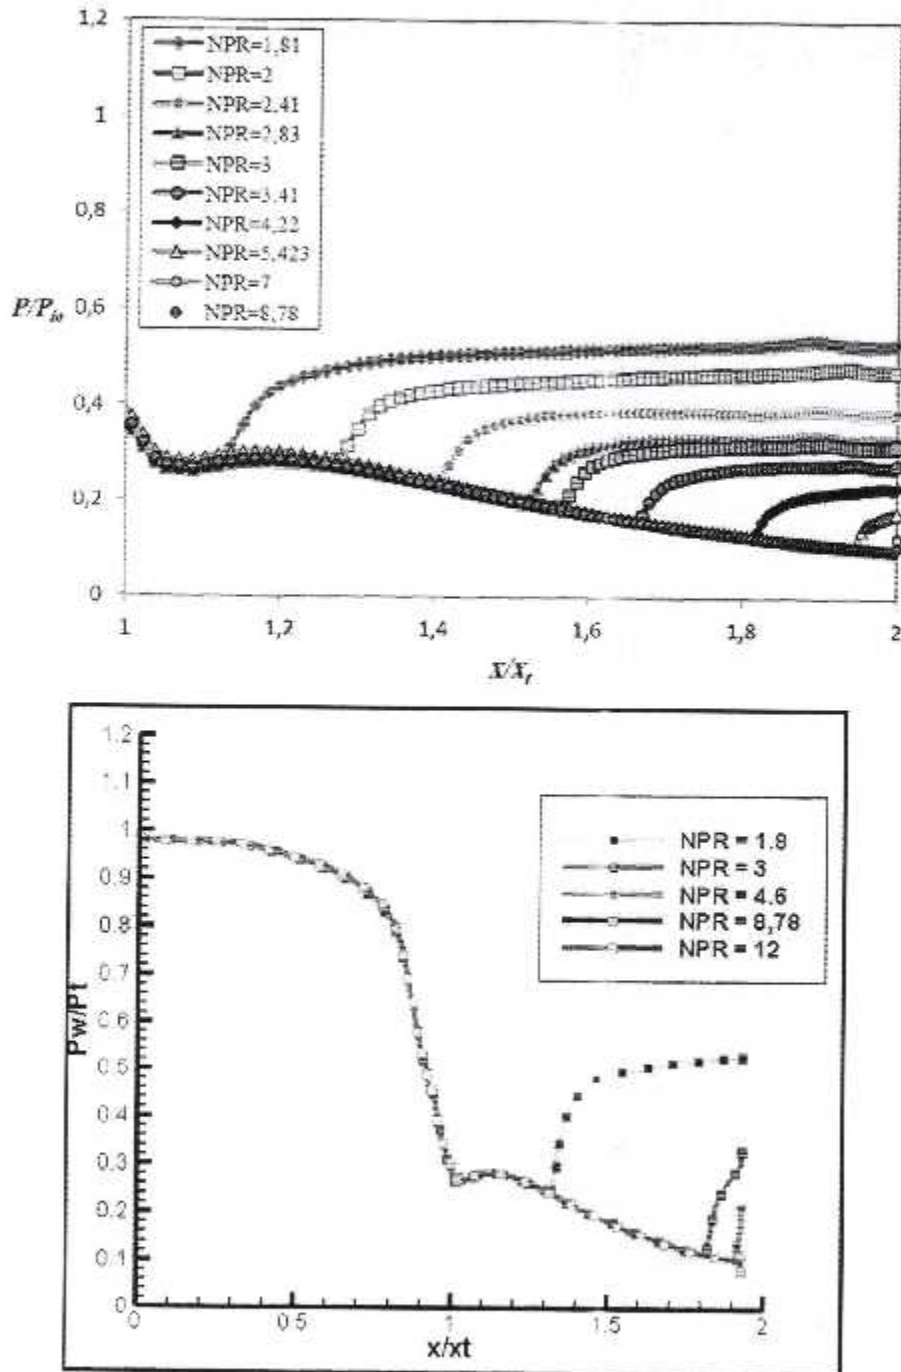 1,2
1
0,8
0,6
0,4
0,2
0
NPR=1,81
NPR=2
NPR=2,41
NPR=2,83
NPR=3
NPR=3,41
NPR=4,22
NPR=5,423
NPR=7
NPR=8,78
P/Pio
1 1,2 1,4 1,6 1,8 2
X/Xt
1.2
1.1
1
0.9
0.8
0.7
0.6
0.5
0.4
0.3
0.2
0.1
0
Pw/Pt
NPR = 1.8
NPR = 3
NPR = 4.6
NPR = 8,78
NPR = 12
0 0.5 1 1.5 2
x/xt